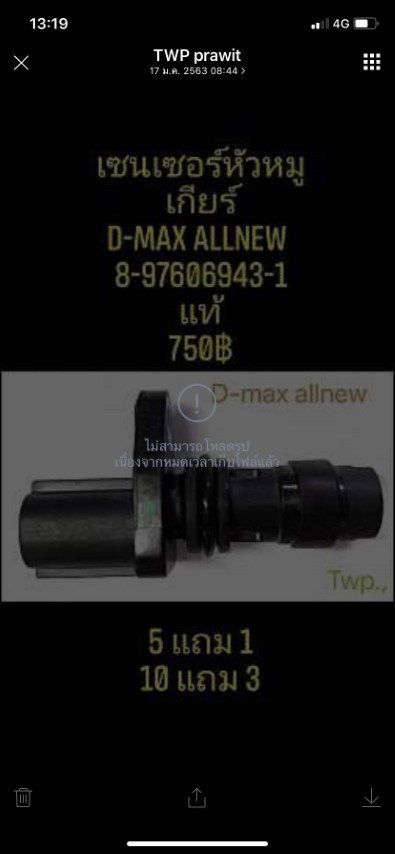 13:19
4G
TWP prawit
17 ม.ค. 2563 08:44 >
เซนเซอร์หัวหมู
เกียร์
D-MAX ALLNEW
8-97606943-1
แท้
750฿
D-max allnew
!
ไม่สามารถโหลดรูป
เนื่องจากหมดเวลาเก็บไฟล์แล้ว
Twp.,
5 แถม 1
10 แถม 3